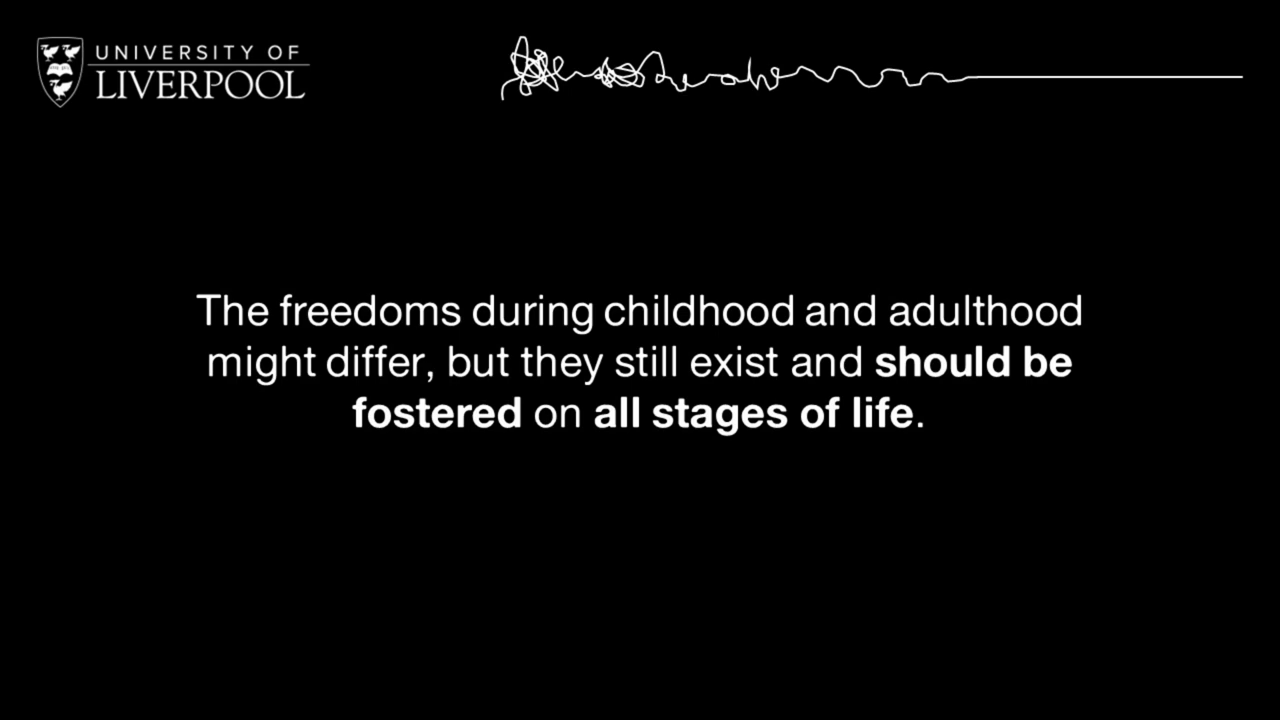 UNIVERSITY OF
LIVERPOOL
The freedoms during childhood and adulthood
might differ, but they still exist and should be
fostered on all stages of life.